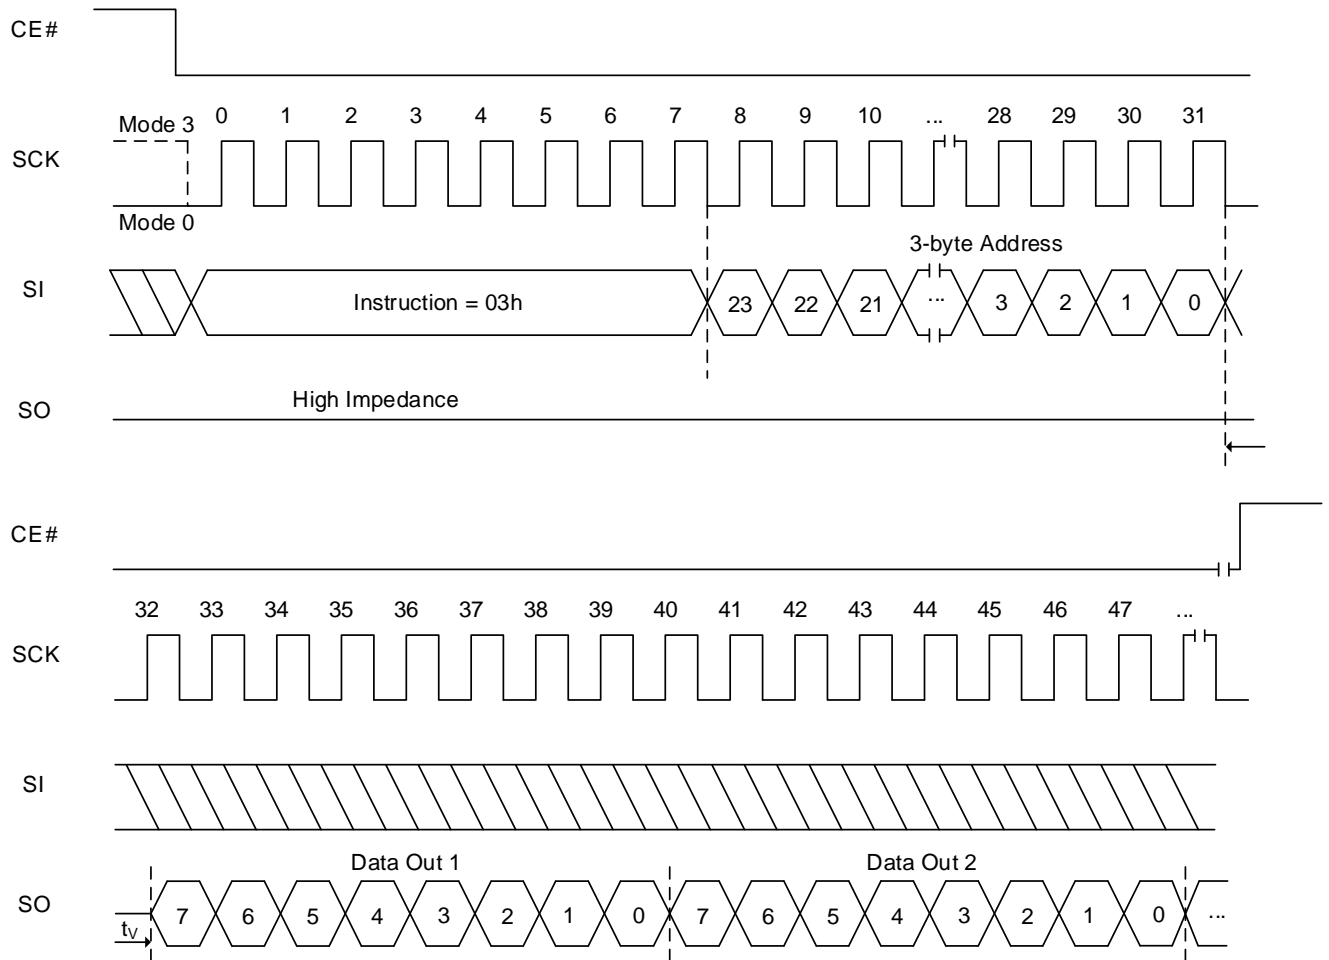 CE#
0 1 2 3 4 5 6 7 8 9 10 ... 28 29 30 31
Mode 3
SCK
Mode 0
3-byte Address
SI Instruction = 03h 23 22 21 ... 3 2 1 0
High Impedance
SO
CE#
32 33 34 35 36 37 38 39 40 41 42 43 44 45 46 47 ...
SCK
SI
Data Out 1 Data Out 2
SO 7 6 5 4 3 2 1 0 7 6 5 4 3 2 1 0 ...
tV